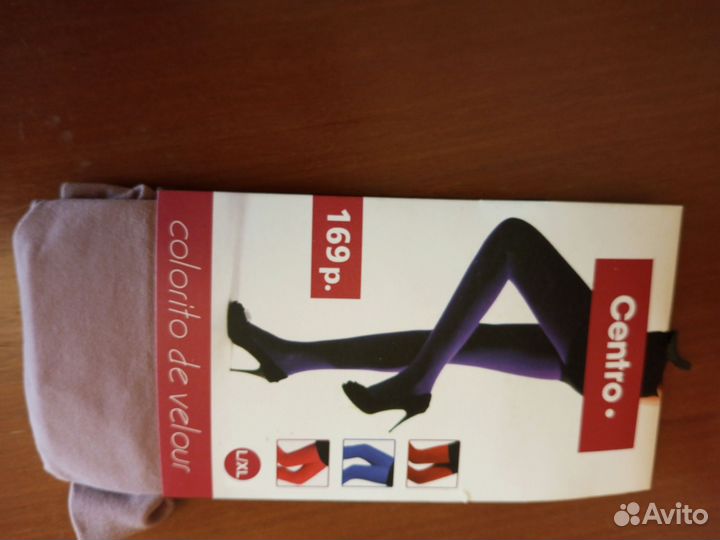 Centro.
169 р.
L/XL
colorito de velour
Avito